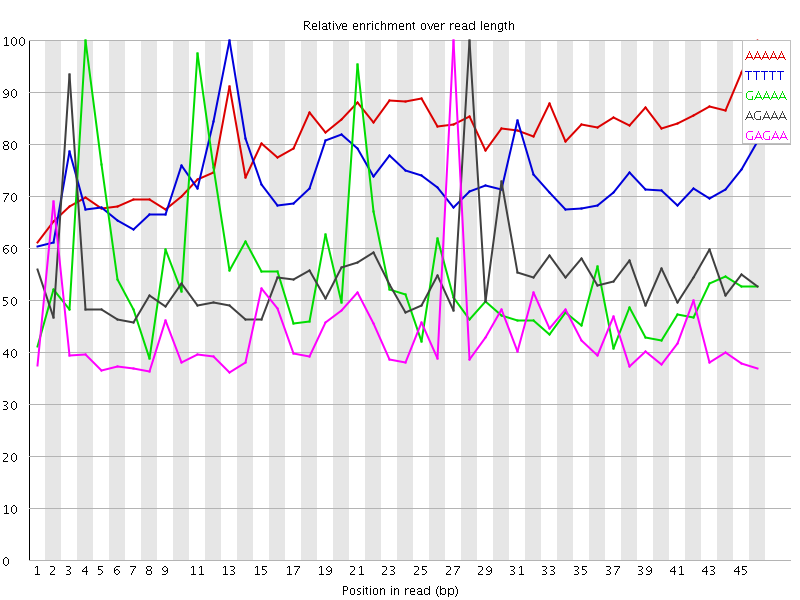 Relative enrichment over read length
100
90
80
70
60
50
40
30
20
10
0
AAAAA
TTTTT
GAAAA
AGAAA
GAGAA
1 2 3 4 5 6 7 8 9 11 13 15 17 19 21 23 25 27 29 31 33 35 37 39 41 43 45
Position in read (bp)